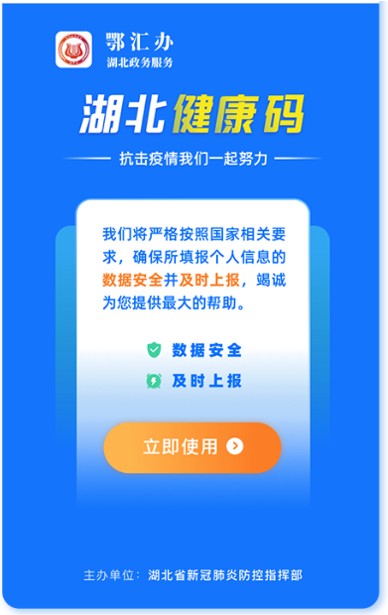 鄂汇办
湖北政务服务
湖北健康码
抗击疫情我们一起努力
我们将严格按照国家相关要
求，确保所填报个人信息的
数据安全并及时上报，竭诚
为您提供最大的帮助。
数据安全
及时上报
立即使用
主办单位：湖北省新冠肺炎防控指挥部